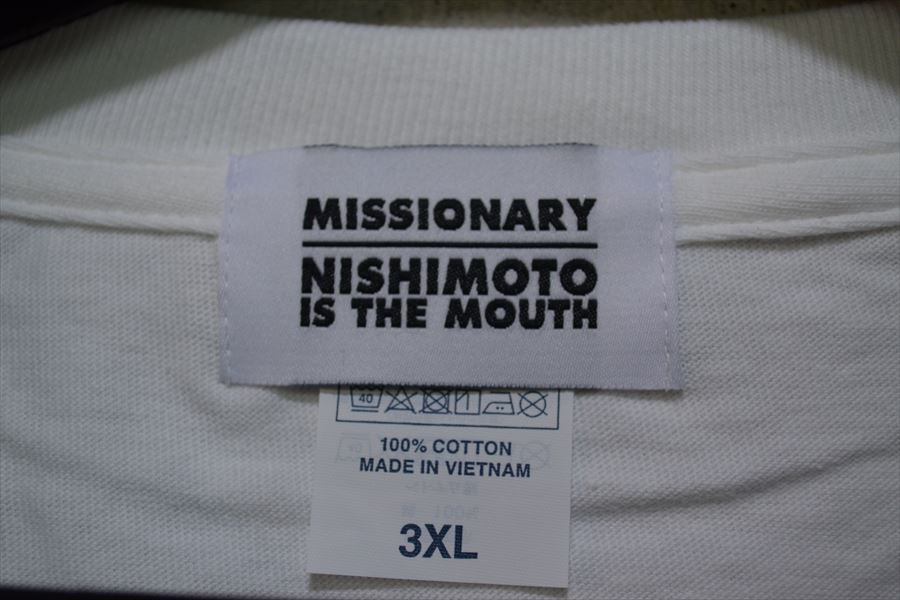 MISSIONARY
NISHIMOTO
IS THE MOUTH
40
100% COTTON
MADE IN VIETNAM
3XL